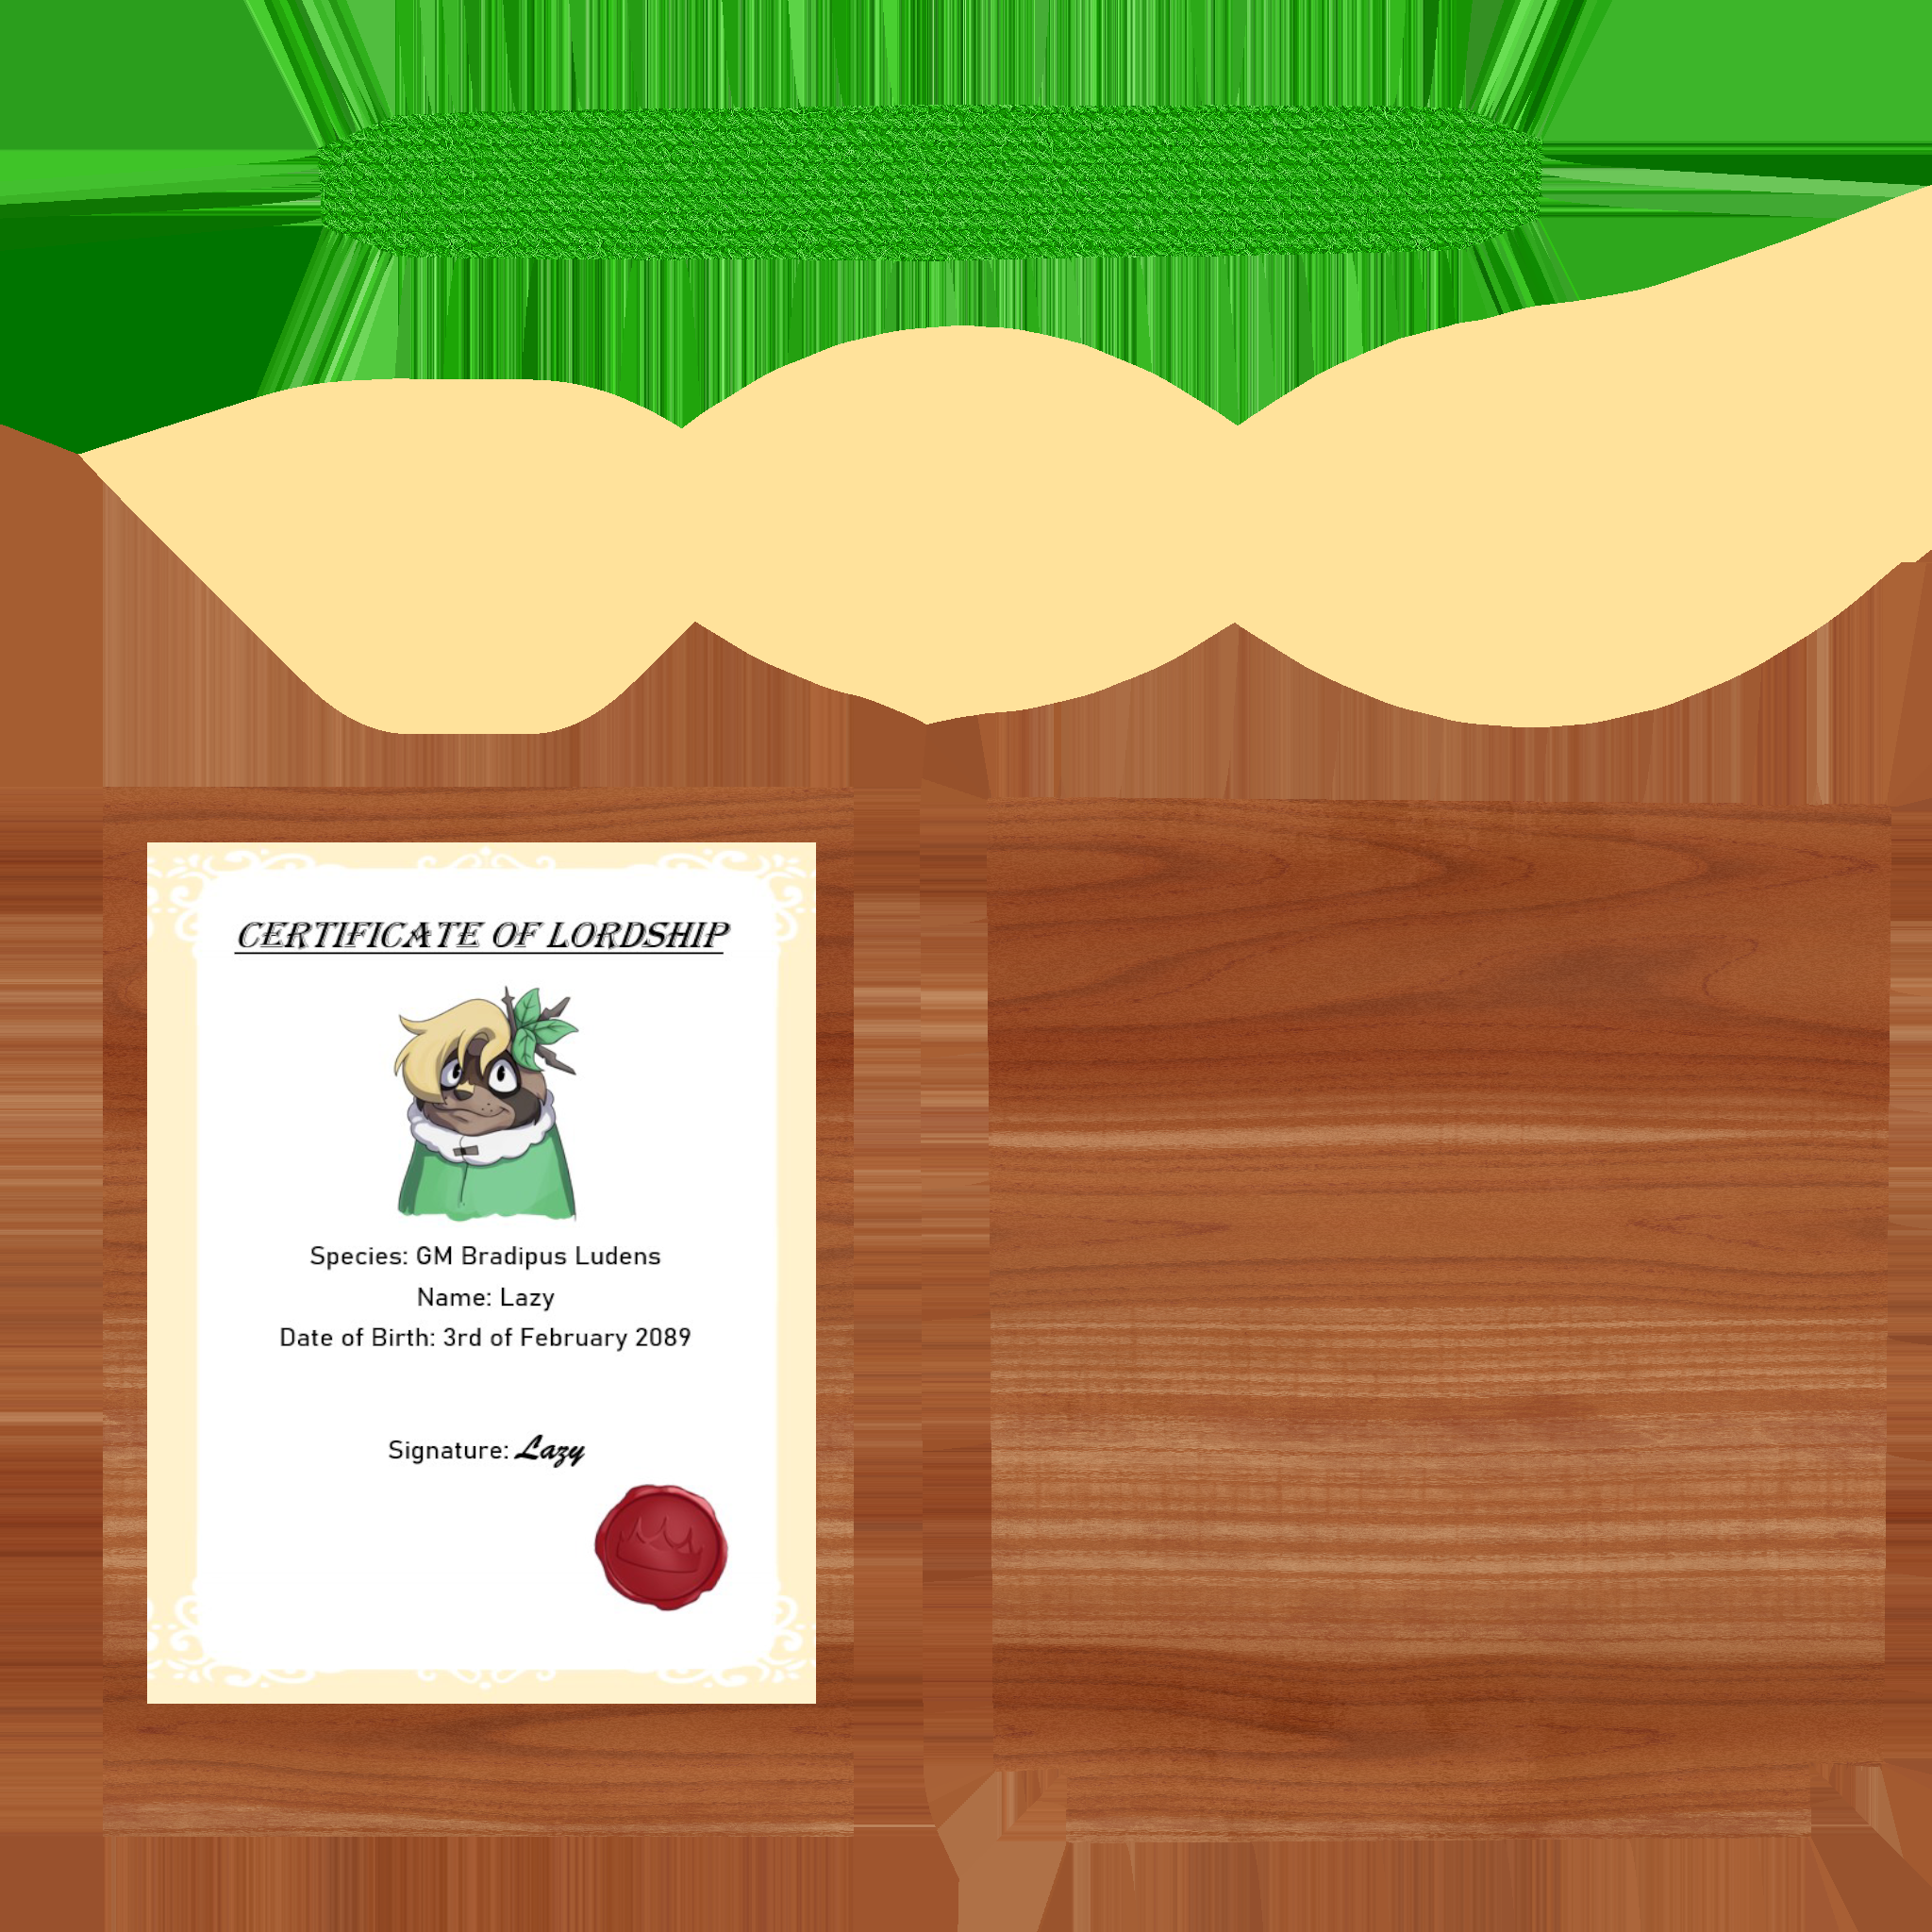 CERTIFICATE OF LORDSHIP
Species: GM Bradipus Ludens
Name: Lazy
Date of Birth: 3rd of February 2089
Signature: Lazy